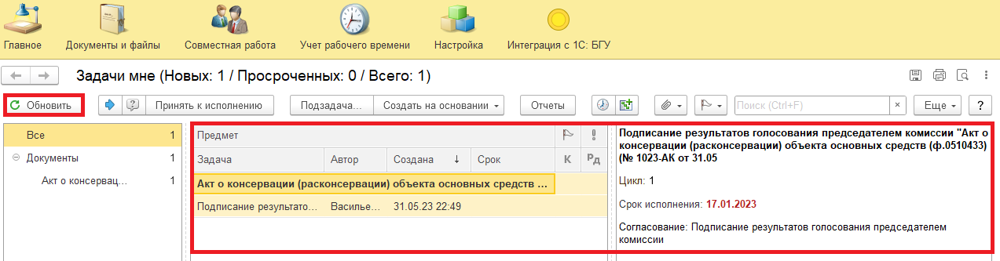 Главное
Документы и файлы
Совместная работа
Учет рабочего времени
Настройка
Интеграция с 1С: БГУ
Задачи мне (Новых: 1 / Просроченных: 0 / Всего: 1)
Обновить
Принять к исполнению
Подзадача...
Создать на основании
Отчеты
Поиск (Ctrl+F)
×
Еще
?
Все 1
Документы 1
Акт о консервац... 1
Предмет
Задача Автор Создана ↓ Срок К Рд
Акт о консервации (расконсервации) объекта основных средств ...
Подписание результато... Василье... 31.05.23 22:49
Подписание результатов голосования председателем комиссии "Акт о
консервации (расконсервации) объекта основных средств (ф.0510433)
(№ 1023-АК от 31.05
Цикл: 1
Срок исполнения: 17.01.2023
Согласование: Подписание результатов голосования председателем
комиссии